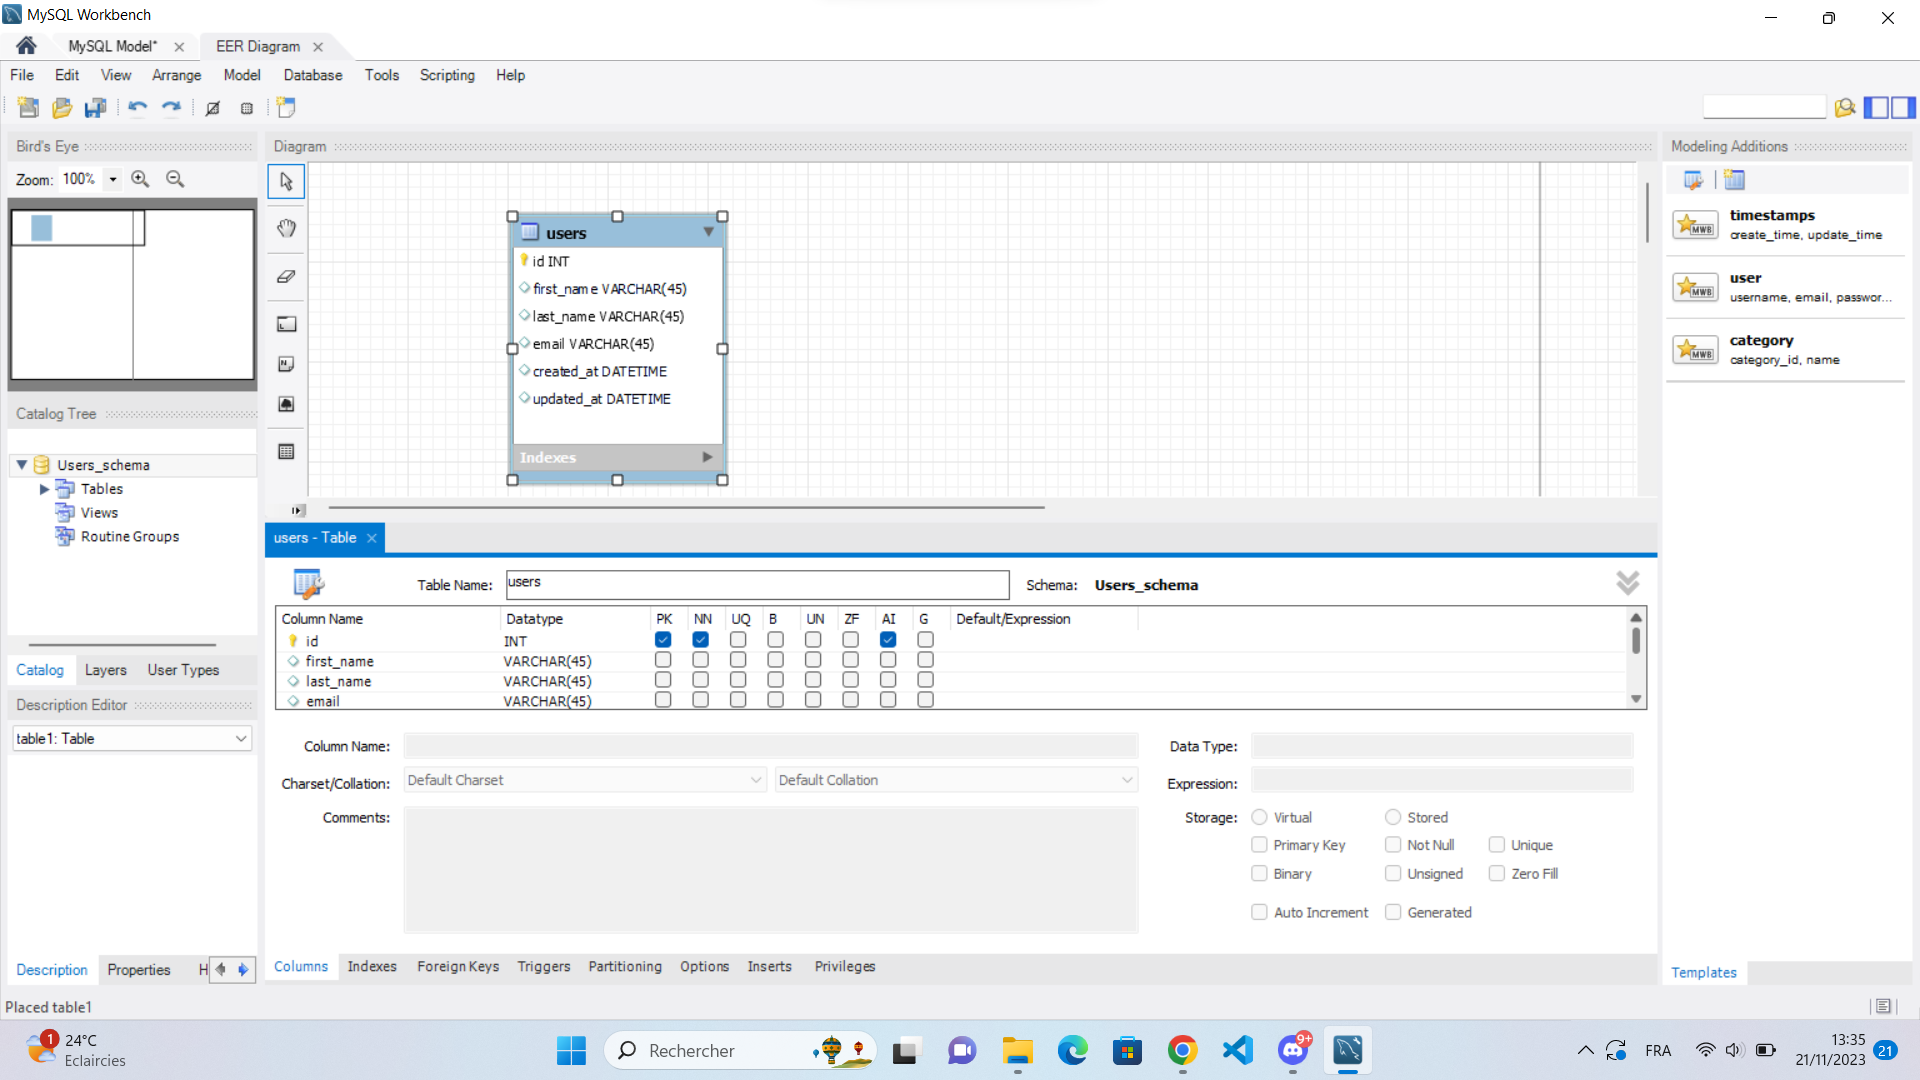 MySQL Workbench
MySQL Model*
EER Diagram
File Edit View Arrange Model Database Tools Scripting Help
Bird's Eye
Zoom: 100%
Catalog Tree
Users_schema
Tables
Views
Routine Groups
Catalog Layers User Types
Description Editor
table1: Table
Description Properties H
Diagram
users
id INT
first_name VARCHAR(45)
last_name VARCHAR(45)
email VARCHAR(45)
created_at DATETIME
updated_at DATETIME
Indexes
users - Table
Table Name: users Schema: Users_schema
Column Name Datatype PK NN UQ B UN ZF AI G Default/Expression
id INT
first_name VARCHAR(45)
last_name VARCHAR(45)
email VARCHAR(45)
Column Name: Data Type:
Charset/Collation: Default Charset Default Collation Expression:
Comments: Storage: Virtual Stored
Primary Key Not Null Unique
Binary Unsigned Zero Fill
Auto Increment Generated
Columns Indexes Foreign Keys Triggers Partitioning Options Inserts Privileges
Modeling Additions
MWB
timestamps
create_time, update_time
MWB
user
username, email, passwor...
MWB
category
category_id, name
Templates
Placed table1
1
24°C
Eclaircies
Rechercher
9+
FRA
13:35
21/11/2023
21